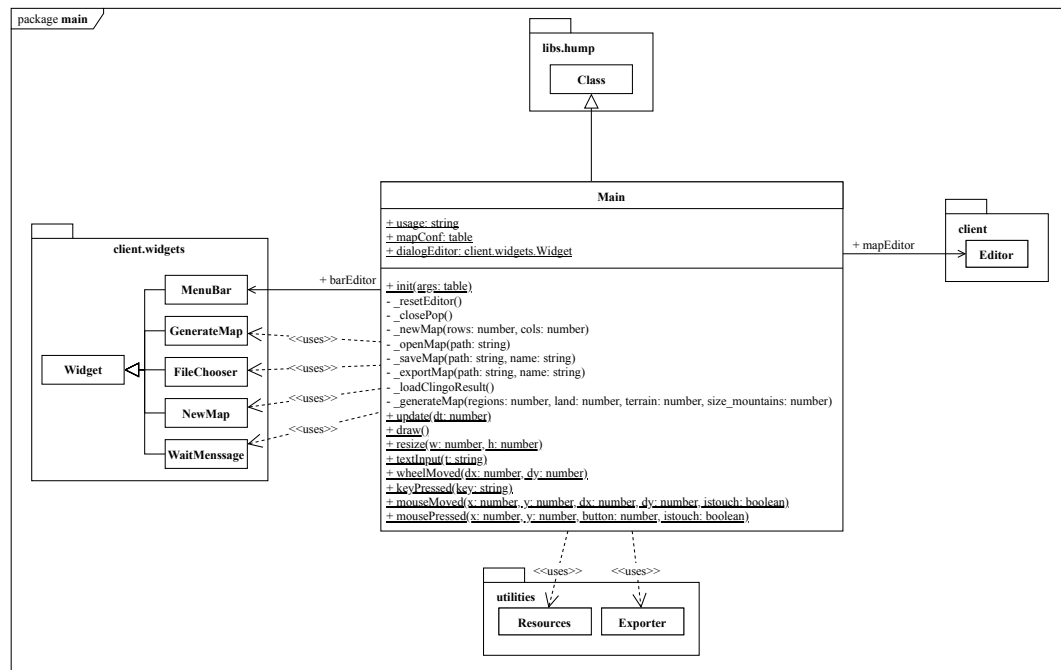 package main
libs.hump
Class
Main
+ usage: string
+ mapConf: table
+ dialogEditor: client.widgets.Widget
+ mapEditor
client
Editor
client.widgets
+ barEditor
MenuBar
GenerateMap
<<uses>>
Widget
FileChooser
<<uses>>
NewMap
<<uses>>
WaitMenssage
<<uses>>
+ init(args: table)
- _resetEditor()
- _closePop()
- _newMap(rows: number, cols: number)
- _openMap(path: string)
- _saveMap(path: string, name: string)
- _exportMap(path: string, name: string)
- _loadClingoResult()
- _generateMap(regions: number, land: number, terrain: number, size_mountains: number)
+ update(dt: number)
+ draw()
+ resize(w: number, h: number)
+ textInput(t: string)
+ wheelMoved(dx: number, dy: number)
+ keyPressed(key: string)
+ mouseMoved(x: number, y: number, dx: number, dy: number, istouch: boolean)
+ mousePressed(x: number, y: number, button: number, istouch: boolean)
<<uses>>
<<uses>>
utilities
Resources
Exporter